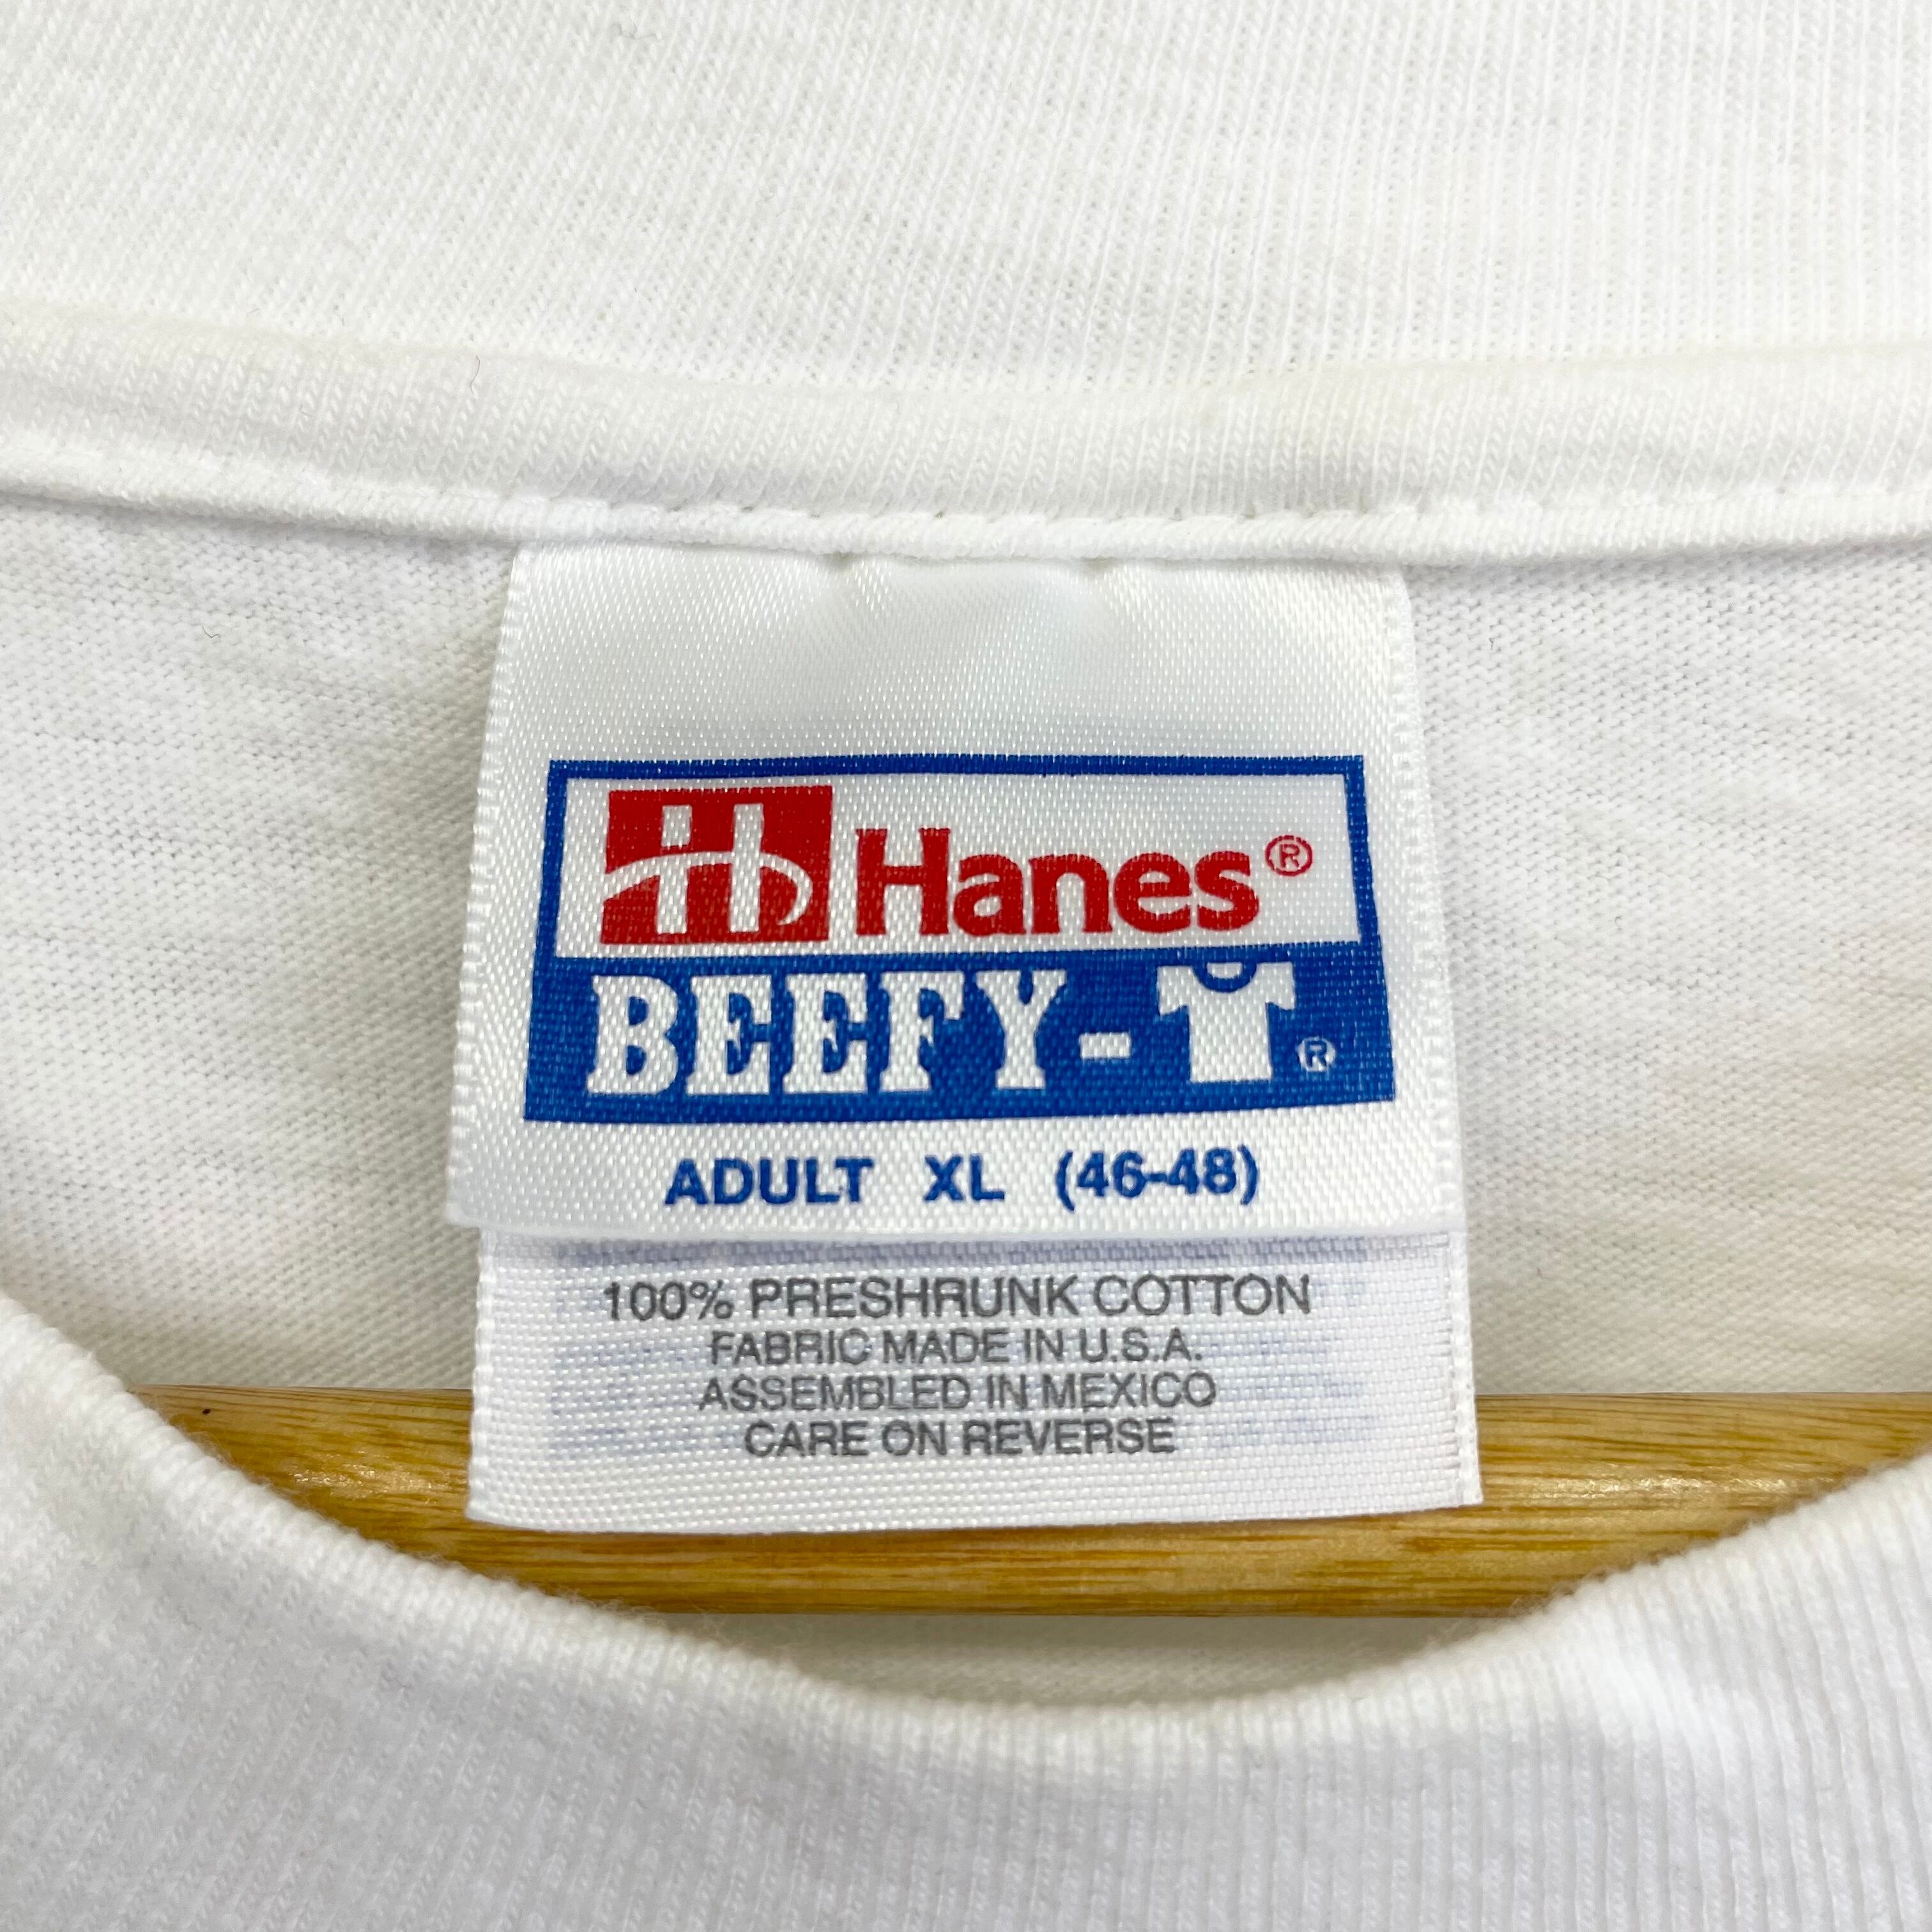 Hanes®
BEEFY-T®
ADULT XL (46-48)
100% PRESHRUNK COTTON
FABRIC MADE IN U.S.A.
ASSEMBLED IN MEXICO
CARE ON REVERSE